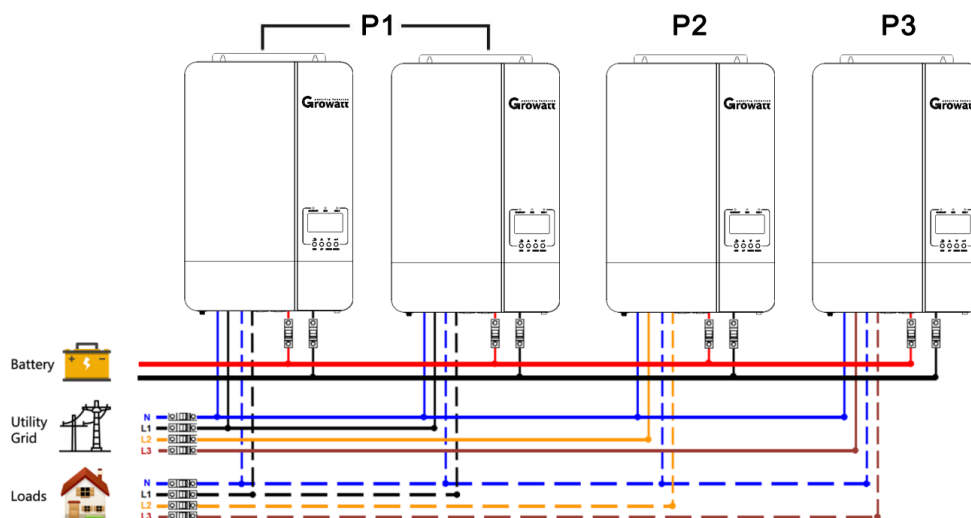 P1 P2 P3
Growatt Growatt Growatt Growatt
Battery
+ -
Utility
Grid
N
L1
L2
L3
Loads
N
L1
L2
L3